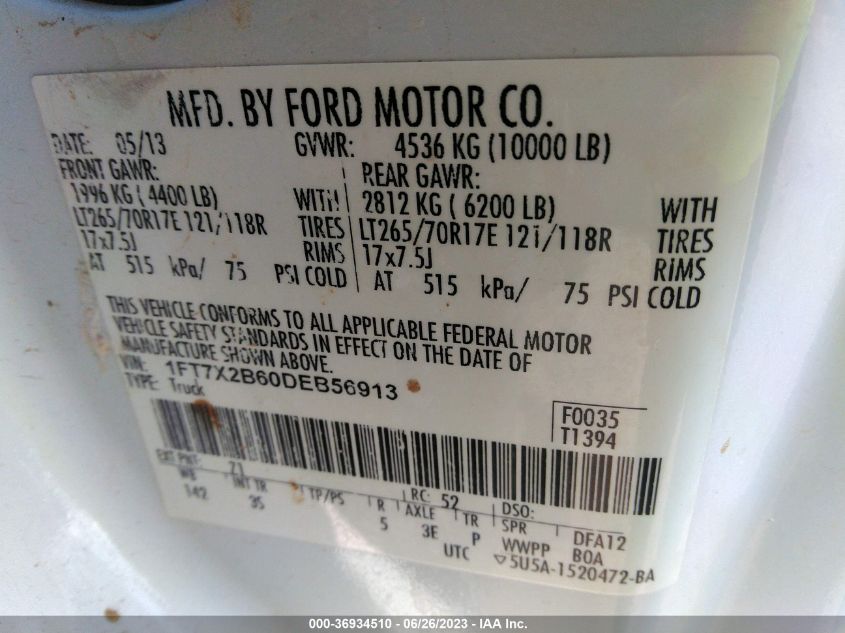 MFD. BY FORD MOTOR CO.
DATE: 05/13 GVWR: 4536 KG (10000 LB)
FRONT GAWR: REAR GAWR:
1996 KG ( 4400 LB) WITH 2812 KG ( 6200 LB) WITH
LT265/70R17E 121/118R TIRES LT265/70R17E 121/118R TIRES
17x7.5J RIMS 17x7.5J RIMS
AT 515 kPa/ 75 PSI COLD AT 515 kPa/ 75 PSI COLD
THIS VEHICLE CONFORMS TO ALL APPLICABLE FEDERAL MOTOR
VEHICLE SAFETY STANDARDS IN EFFECT ON THE DATE OF
MANUFACTURE SHOWN ABOVE.
VIN: 1FT7X2B60DEB56913
TYPE: Truck
F0035
T1394
EXT PNT: Z1 RC: 52 DSO:
WB INT TR TP/PS R AXLE TR SPR DFA12
142 3S 5 3E P WWPP BOA
UTC ▽5U5A-1520472-BA
000-36934510 - 06/26/2023 - IAA Inc.